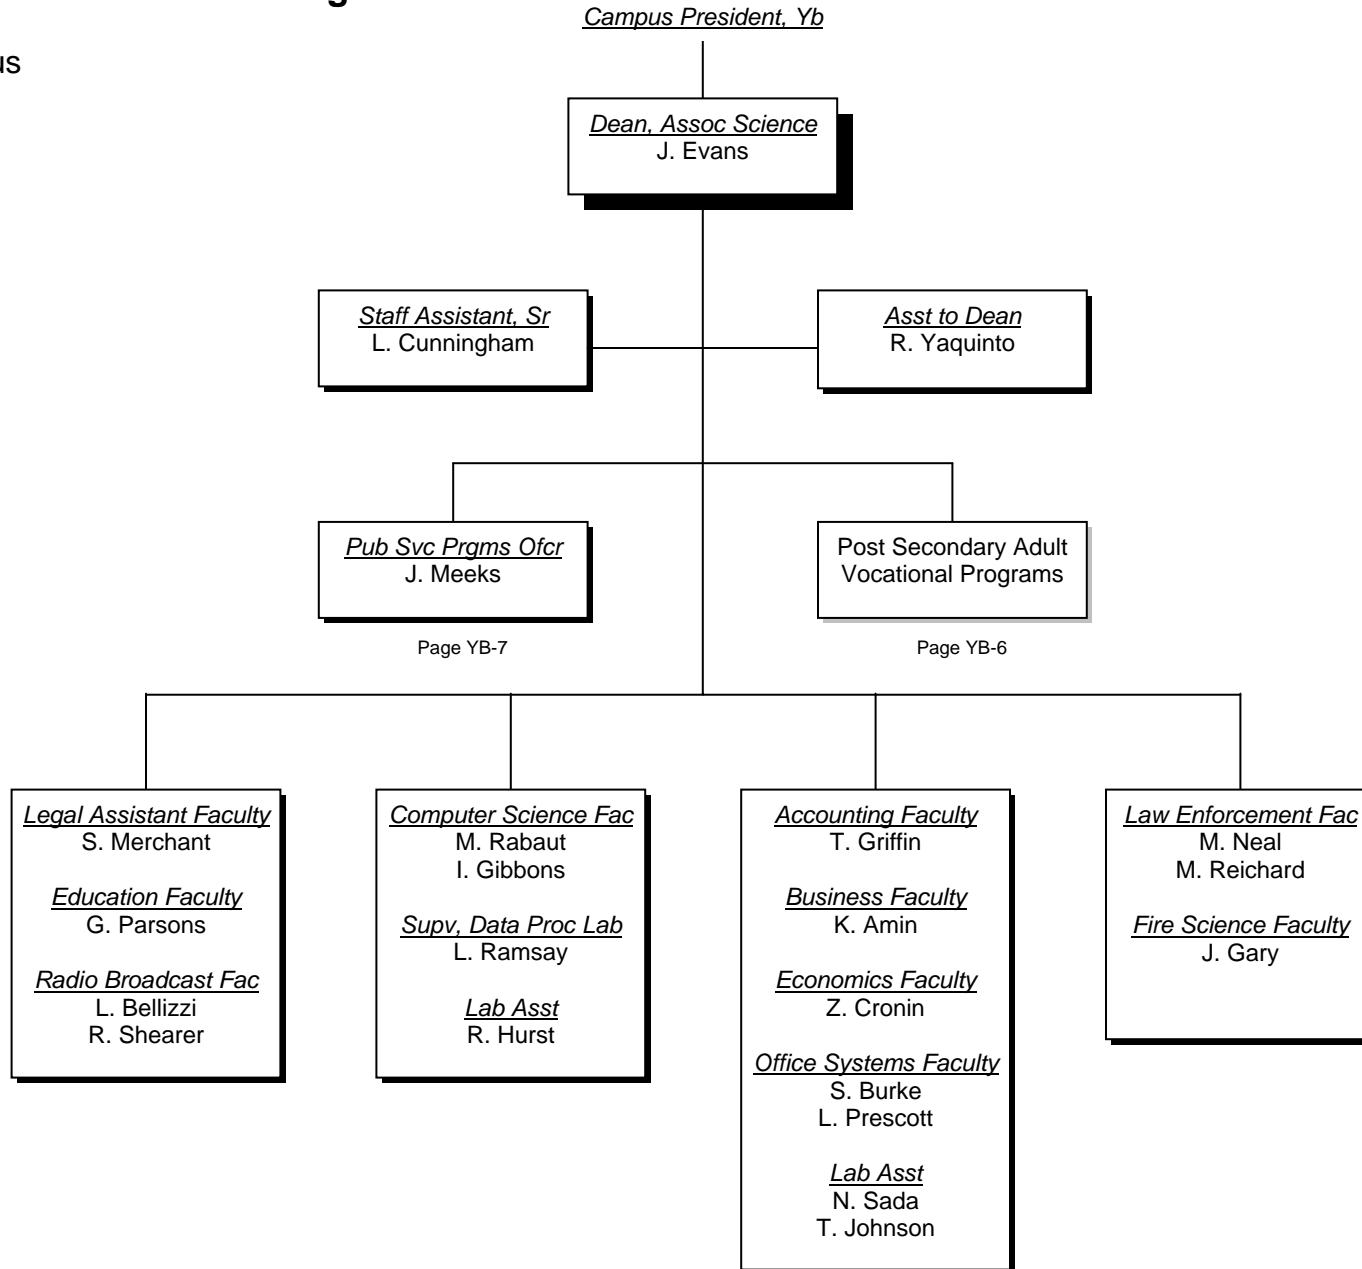 Campus President, Yb
Dean, Assoc Science
J. Evans
Staff Assistant, Sr
L. Cunningham
Asst to Dean
R. Yaquinto
Pub Svc Prgms Ofcr
J. Meeks
Page YB-7
Post Secondary Adult
Vocational Programs
Page YB-6
Legal Assistant Faculty
S. Merchant
Education Faculty
G. Parsons
Radio Broadcast Fac
L. Bellizzi
R. Shearer
Computer Science Fac
M. Rabaut
I. Gibbons
Supv, Data Proc Lab
L. Ramsay
Lab Asst
R. Hurst
Accounting Faculty
T. Griffin
Business Faculty
K. Amin
Economics Faculty
Z. Cronin
Office Systems Faculty
S. Burke
L. Prescott
Lab Asst
N. Sada
T. Johnson
Law Enforcement Fac
M. Neal
M. Reichard
Fire Science Faculty
J. Gary